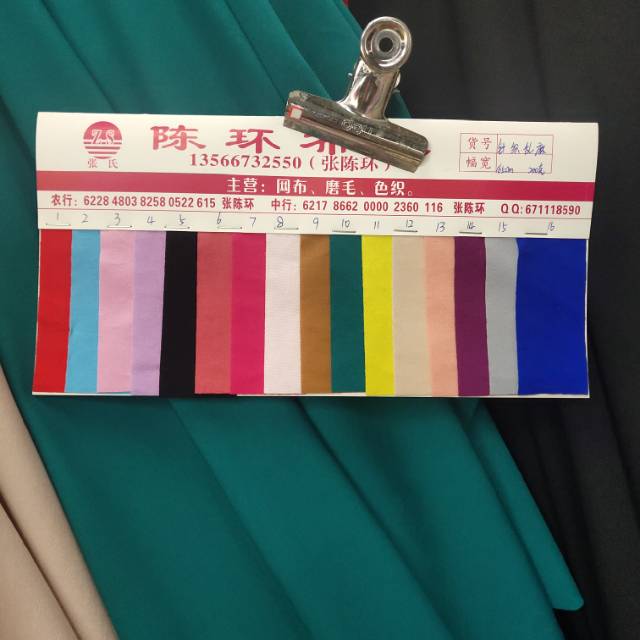 陈环
张氏
13566732550（张陈环）
货号
幅宽
主营：网布、磨毛、色织。
农行：6228 4803 8258 0522 615 张陈环 中行：6217 8662 0000 2360 116 张陈环 QQ:671118590
1 2 3 4 5 6 7 8 9 10 11 12 13 14 15 16